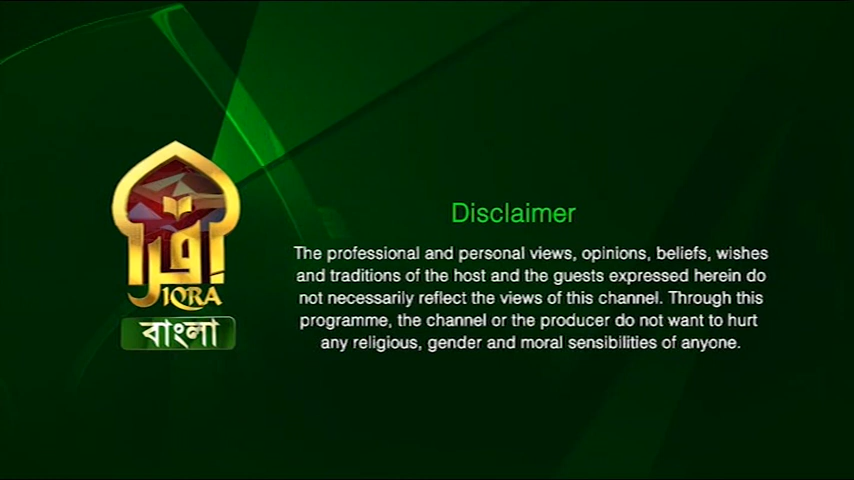 اقرأ
IQRA
বাংলা
Disclaimer
The professional and personal views, opinions, beliefs, wishes
and traditions of the host and the guests expressed herein do
not necessarily reflect the views of this channel. Through this
programme, the channel or the producer do not want to hurt
any religious, gender and moral sensibilities of anyone.